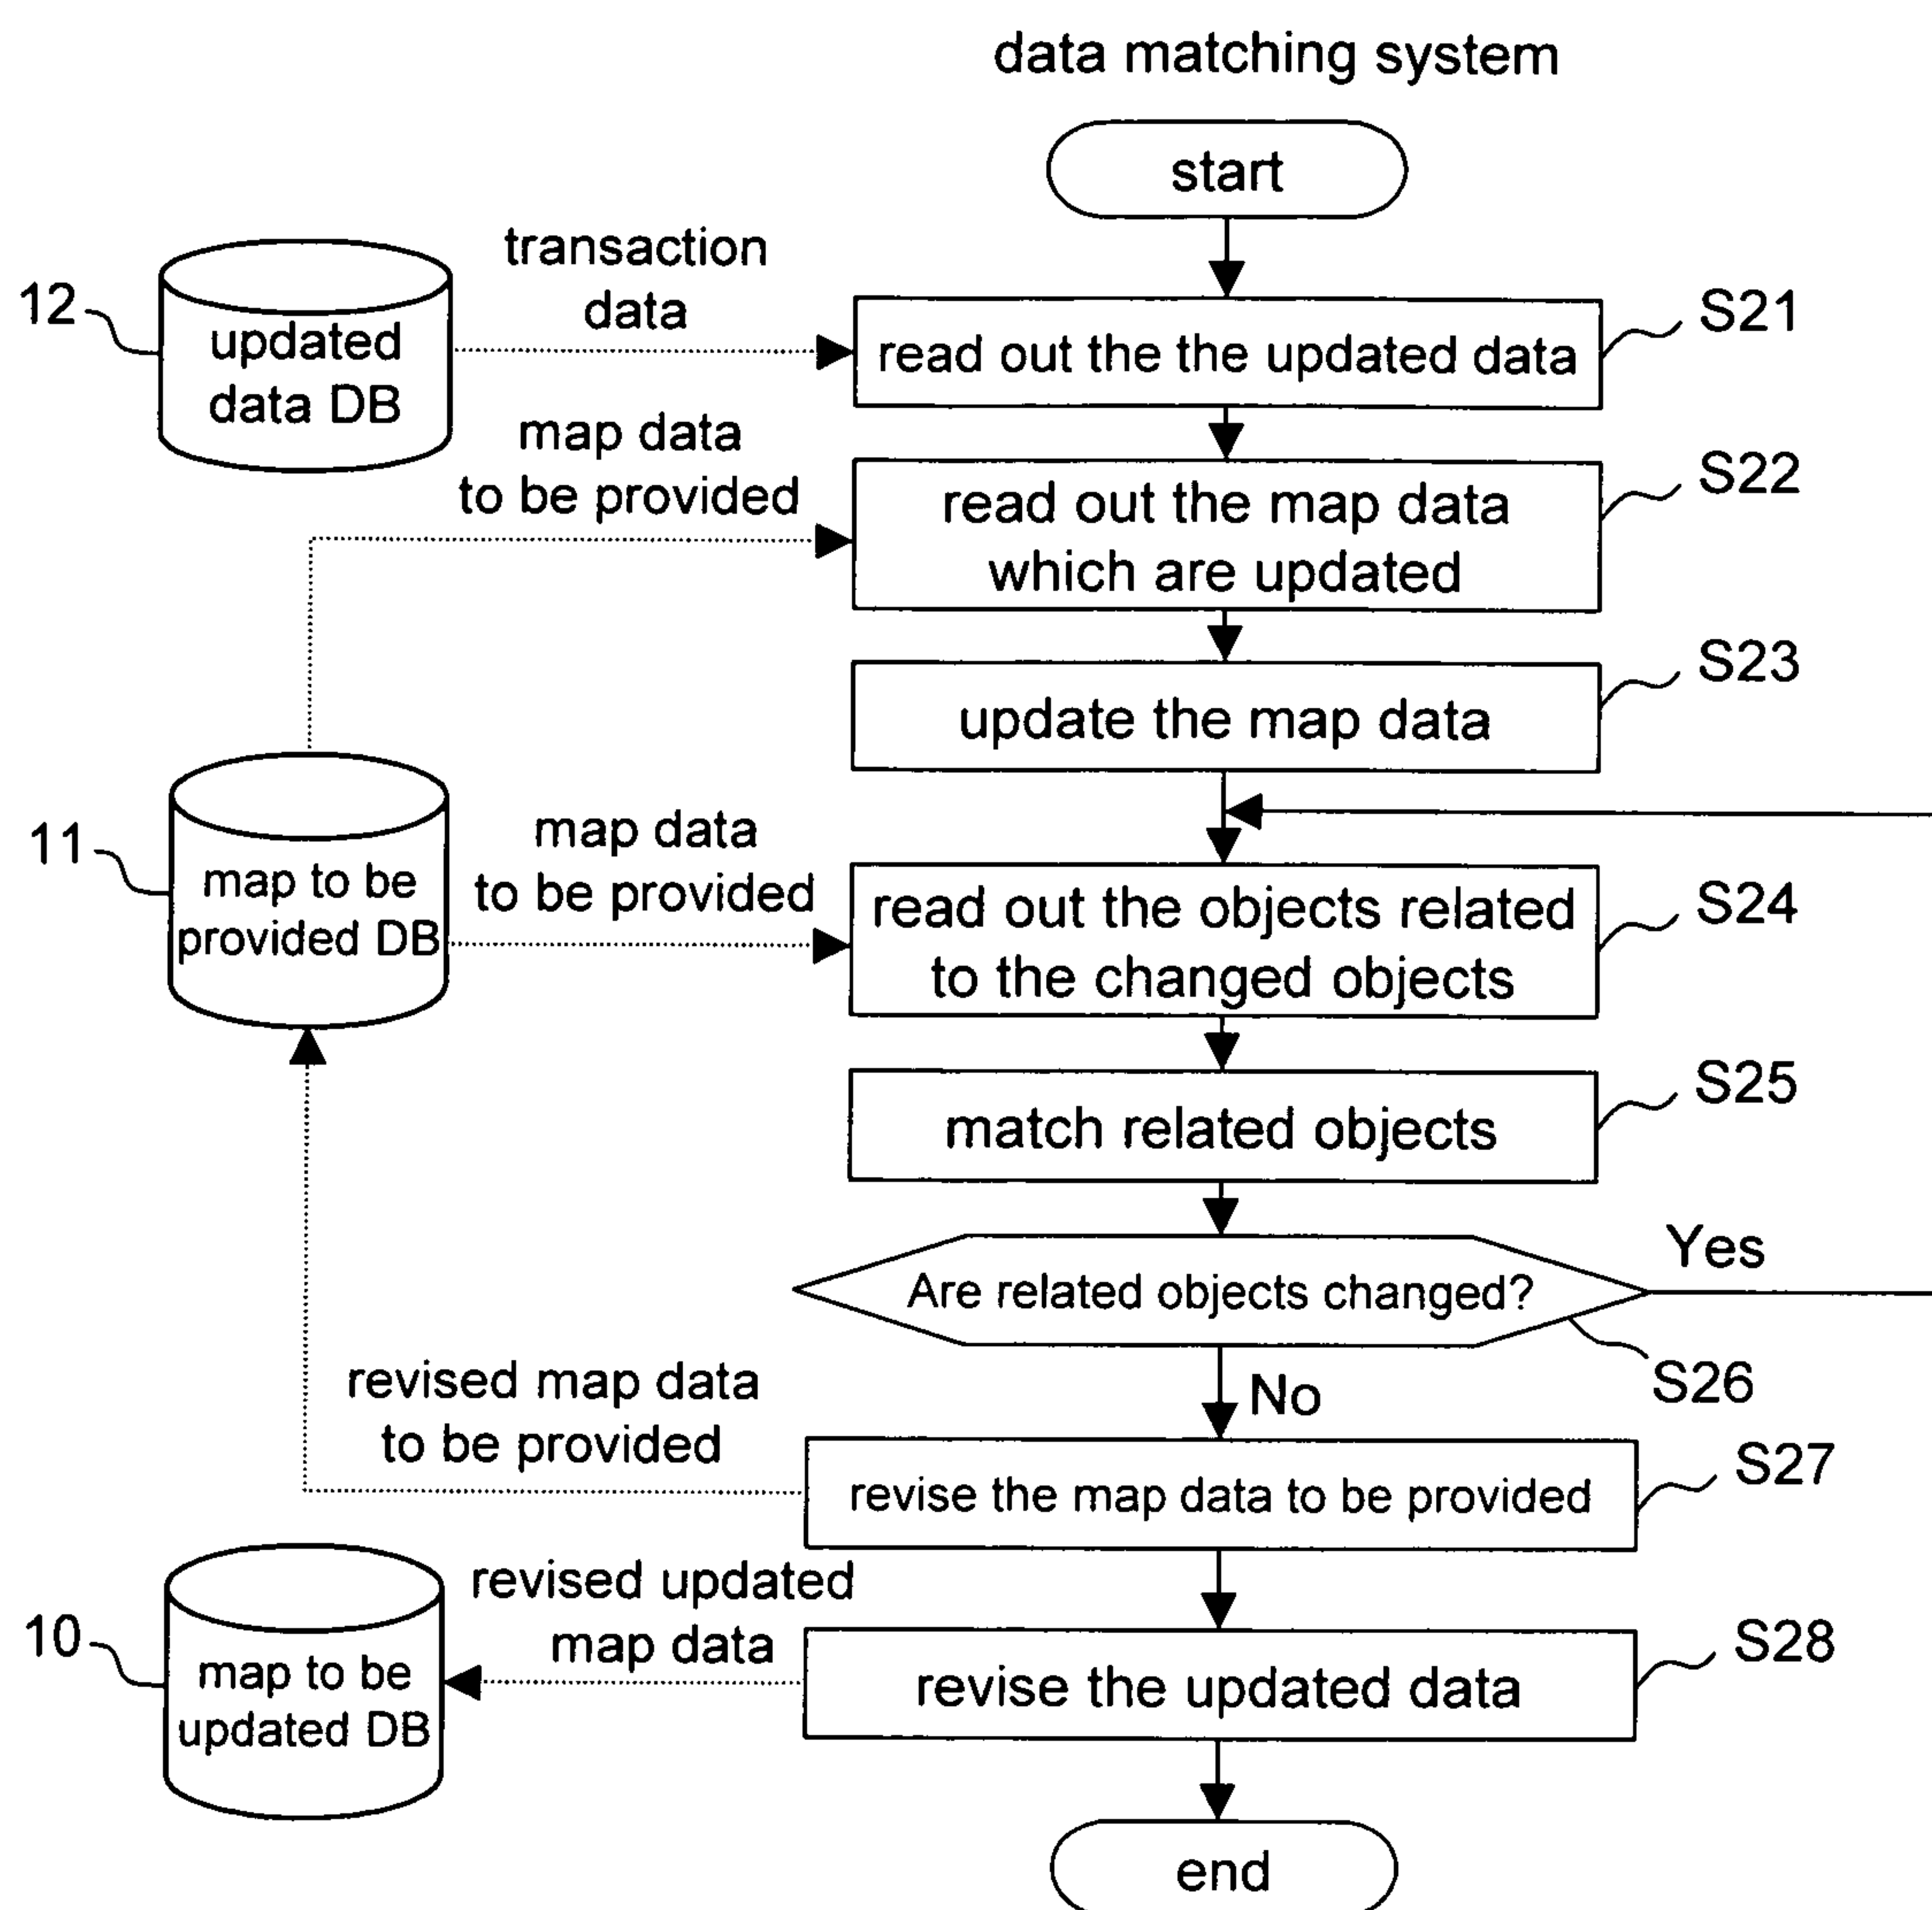 data matching system
start
transaction
data
12
updated
data DB
read out the the updated data
S21
map data
to be provided
read out the map data
which are updated
S22
update the map data
S23
11
map to be
provided DB
map data
to be provided
read out the objects related
to the changed objects
S24
match related objects
S25
Are related objects changed?
Yes
S26
No
revised map data
to be provided
revise the map data to be provided
S27
10
map to be
updated DB
revised updated
map data
revise the updated data
S28
end